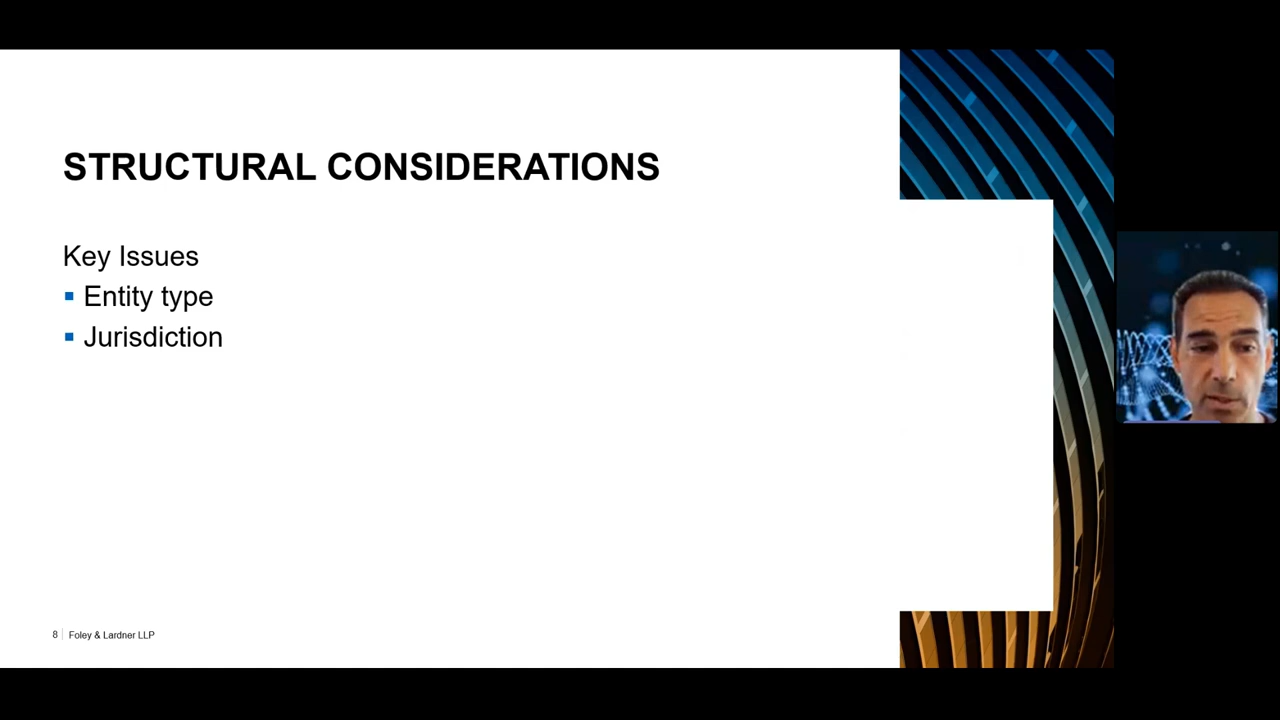 STRUCTURAL CONSIDERATIONS
Key Issues
Entity type
Jurisdiction
8 Foley & Lardner LLP